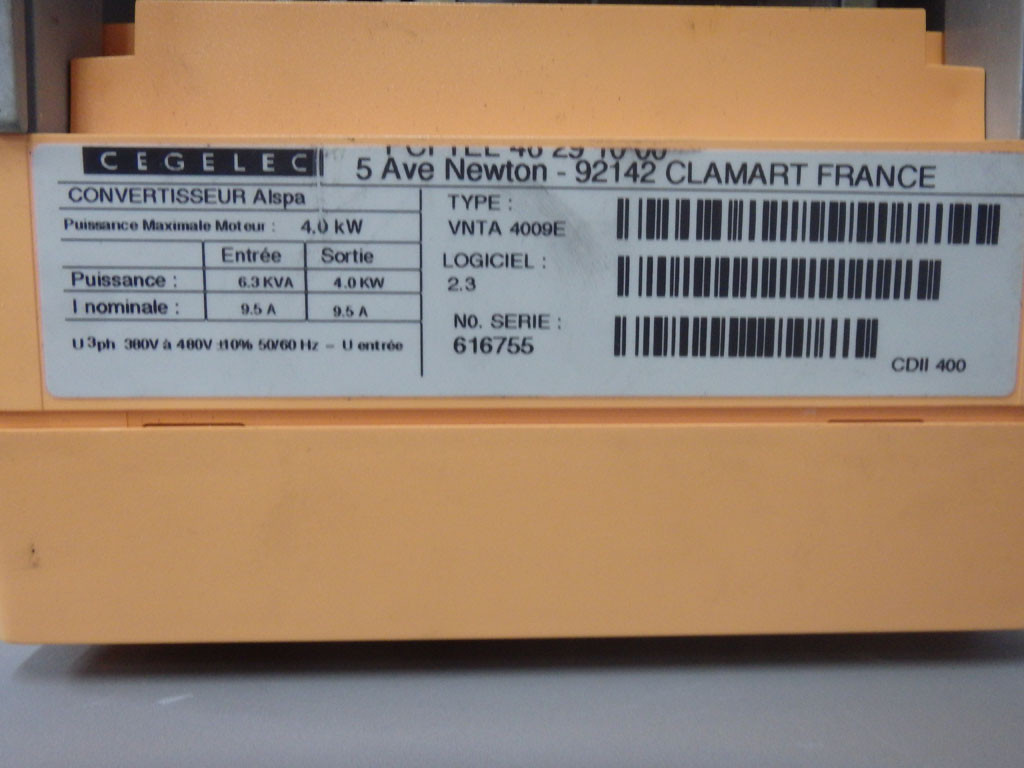 CEGELEC
5 Ave Newton - 92142 CLAMART FRANCE
CONVERTISSEUR Alspa
Puissance Maximale Moteur : 4.0 kW
Entrée Sortie
Puissance : 6.3 KVA 4.0 KW
I nominale : 9.5 A 9.5 A
U 3ph 380V à 480V ±10% 50/60 Hz - U entrée
TYPE :
VNTA 4009E
LOGICIEL :
2.3
N0. SERIE :
616755
CDII 400